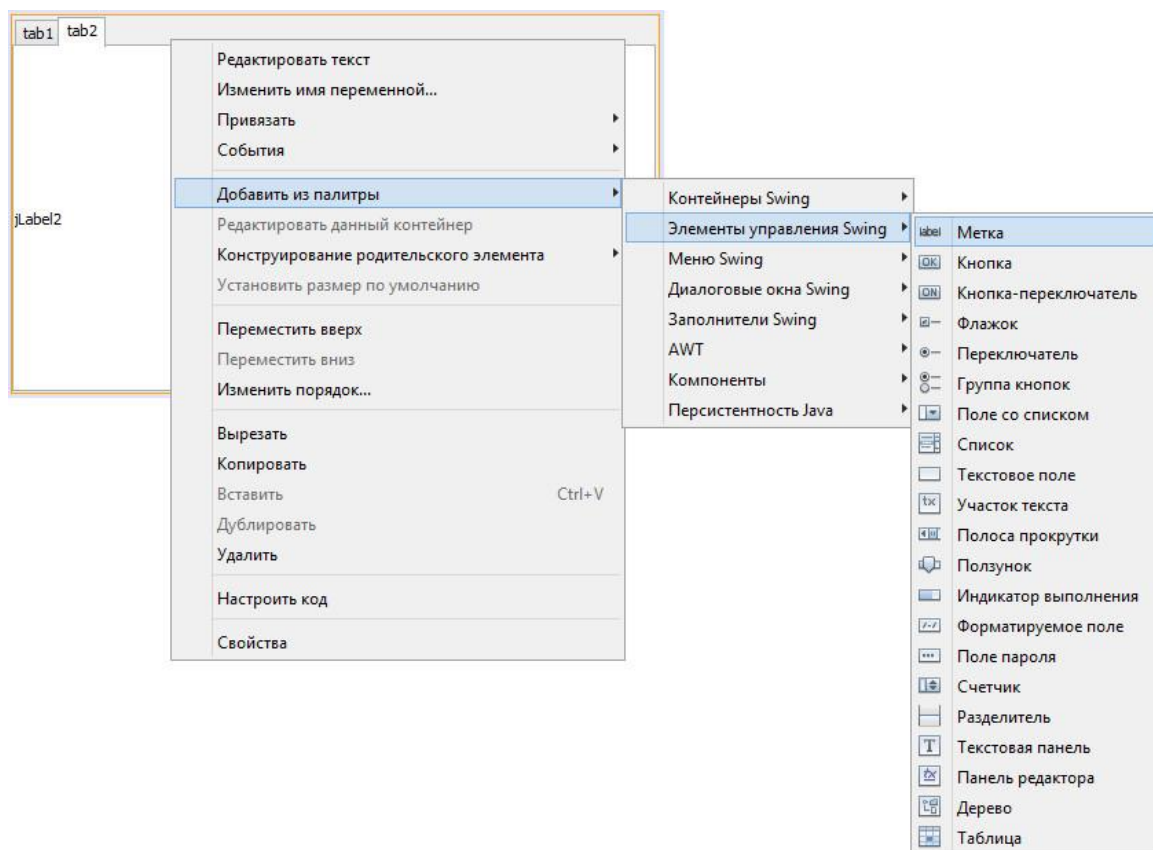 tab1 tab2
Редактировать текст
Изменить имя переменной...
Привязать
События
Добавить из палитры
jLabel2
Редактировать данный контейнер
Конструирование родительского элемента
Установить размер по умолчанию
Переместить вверх
Переместить вниз
Изменить порядок...
Вырезать
Копировать
Вставить Ctrl+V
Дублировать
Удалить
Настроить код
Свойства
Контейнеры Swing
Элементы управления Swing
Меню Swing
Диалоговые окна Swing
Заполнители Swing
AWT
Компоненты
Персистентность Java
label Метка
OK Кнопка
ON Кнопка-переключатель
Флажок
Переключатель
Группа кнопок
Поле со списком
Список
Текстовое поле
tx Участок текста
Полоса прокрутки
Ползунок
Индикатор выполнения
Форматируемое поле
Поле пароля
Счетчик
Разделитель
T Текстовая панель
Панель редактора
Дерево
Таблица